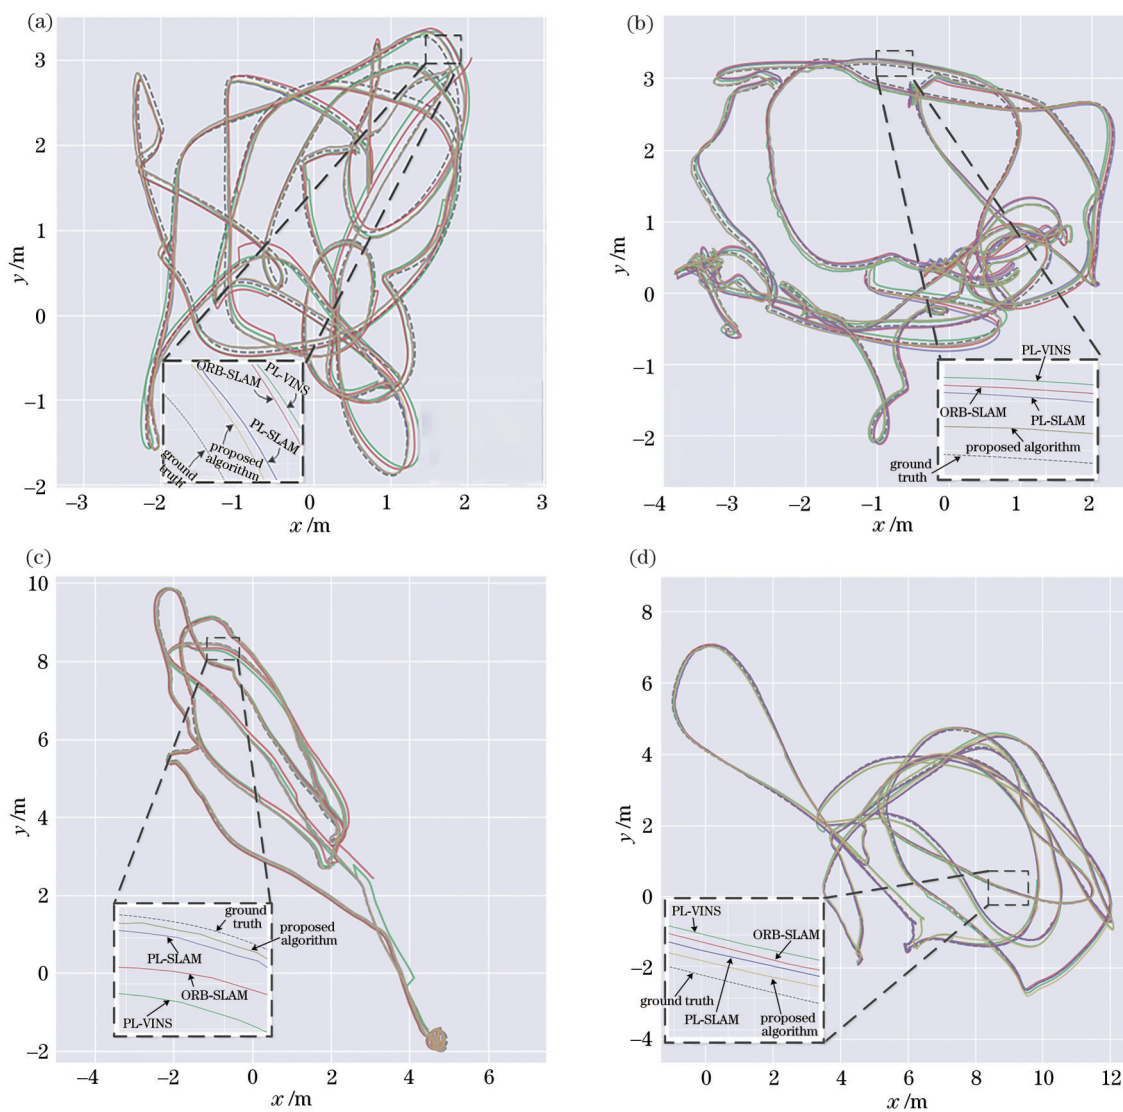 (a)
3
2
1
0
−1
−2
y /m
−3
−2
−1
0
1
2
3
x /m
ORB-SLAM
PL-VINS
PL-SLAM
proposed
algorithm
ground
truth
(b)
3
2
1
0
−1
−2
y /m
−4
−3
−2
−1
0
1
2
x /m
PL-VINS
ORB-SLAM
PL-SLAM
proposed algorithm
ground
truth
(c)
10
8
6
4
2
0
−2
y /m
−4
−2
0
2
4
6
x /m
ground
truth
proposed
algorithm
PL-SLAM
ORB-SLAM
PL-VINS
(d)
8
6
4
2
0
−2
−4
y /m
0
2
4
6
8
10
12
x /m
PL-VINS
ORB-SLAM
ground truth
PL-SLAM
proposed
algorithm